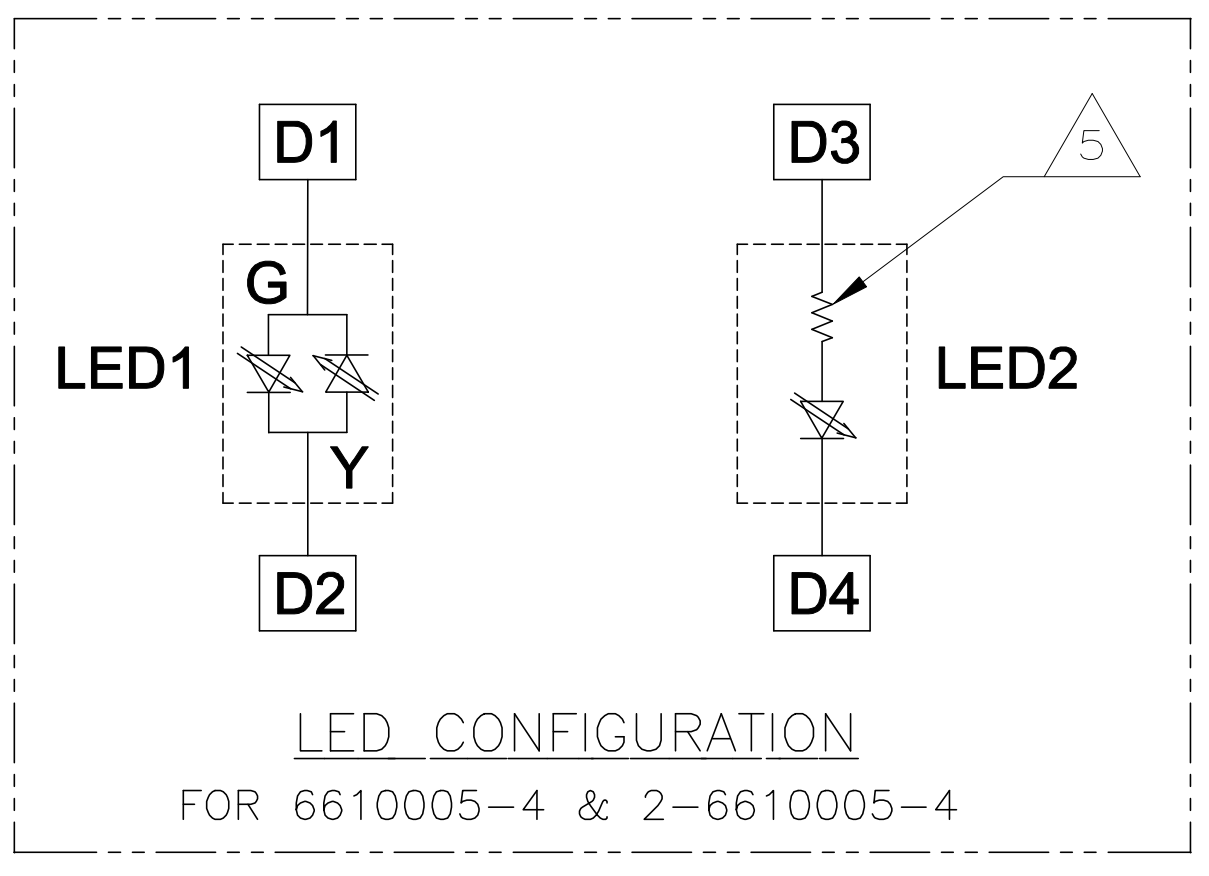 D1
D3
5
G
LED1
LED2
Y
D2
D4
LED CONFIGURATION
FOR 6610005-4 & 2-6610005-4